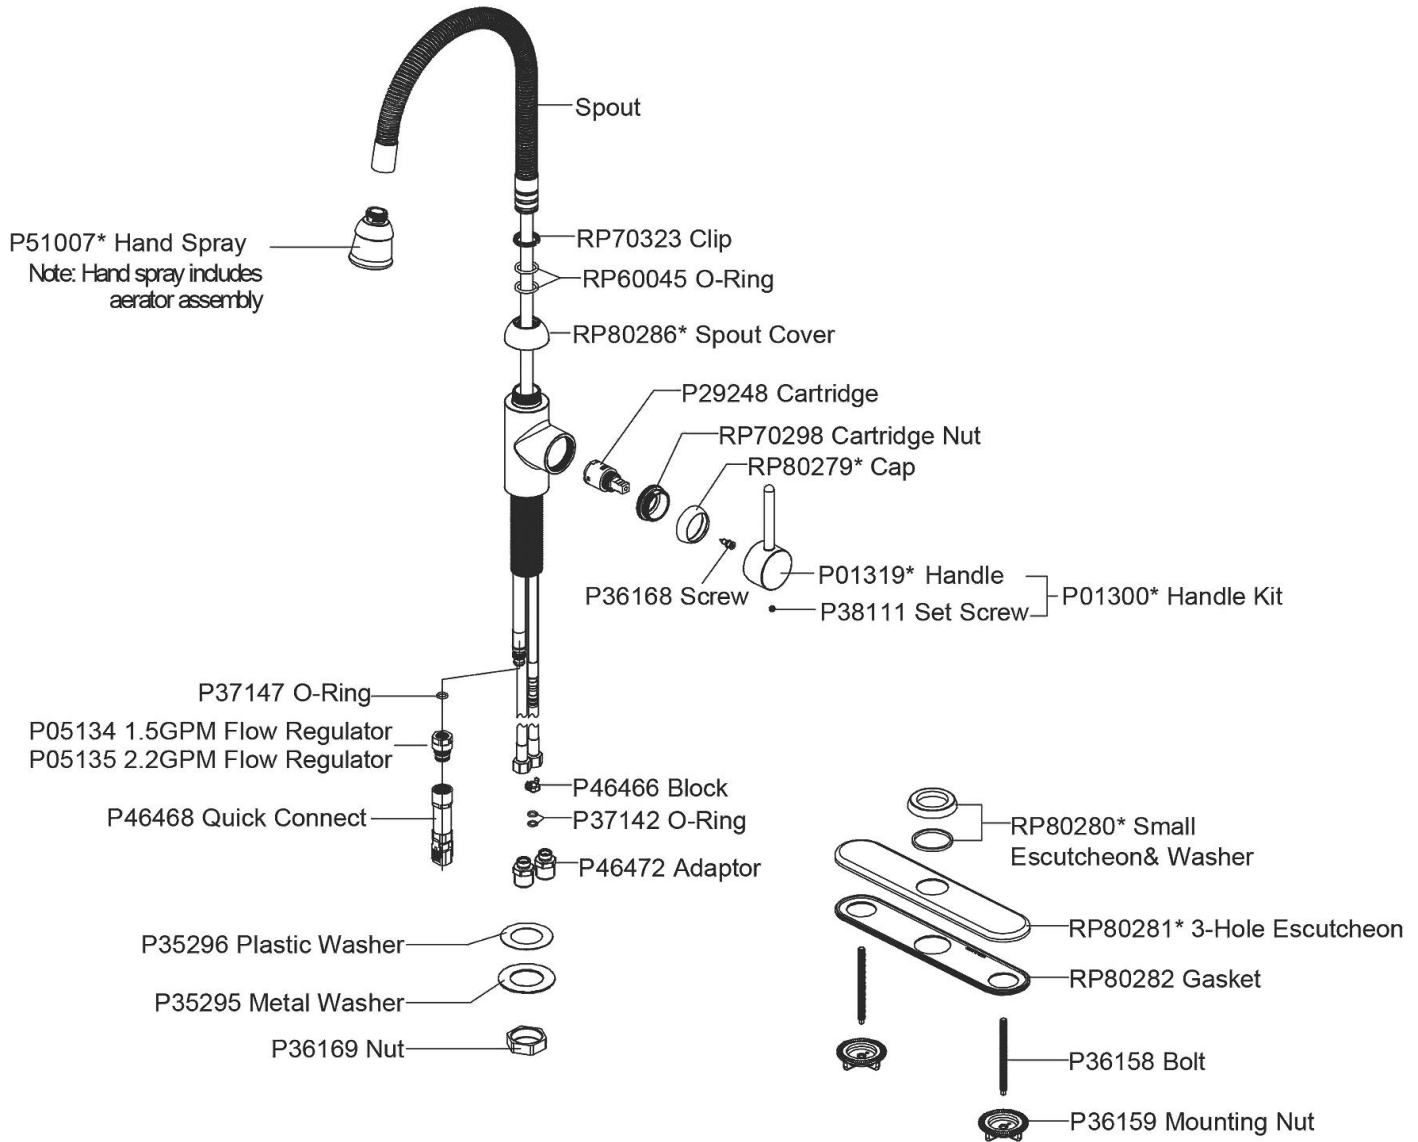 Spout
P51007* Hand Spray
Note: Hand spray includes
aerator assembly
RP70323 Clip
RP60045 O-Ring
RP80286* Spout Cover
P29248 Cartridge
RP70298 Cartridge Nut
RP80279* Cap
P36168 Screw
P01319* Handle
P38111 Set Screw
P01300* Handle Kit
P37147 O-Ring
P05134 1.5GPM Flow Regulator
P05135 2.2GPM Flow Regulator
P46468 Quick Connect
P46466 Block
P37142 O-Ring
P46472 Adaptor
P35296 Plastic Washer
P35295 Metal Washer
P36169 Nut
RP80280* Small
Escutcheon& Washer
RP80281* 3-Hole Escutcheon
RP80282 Gasket
P36158 Bolt
P36159 Mounting Nut